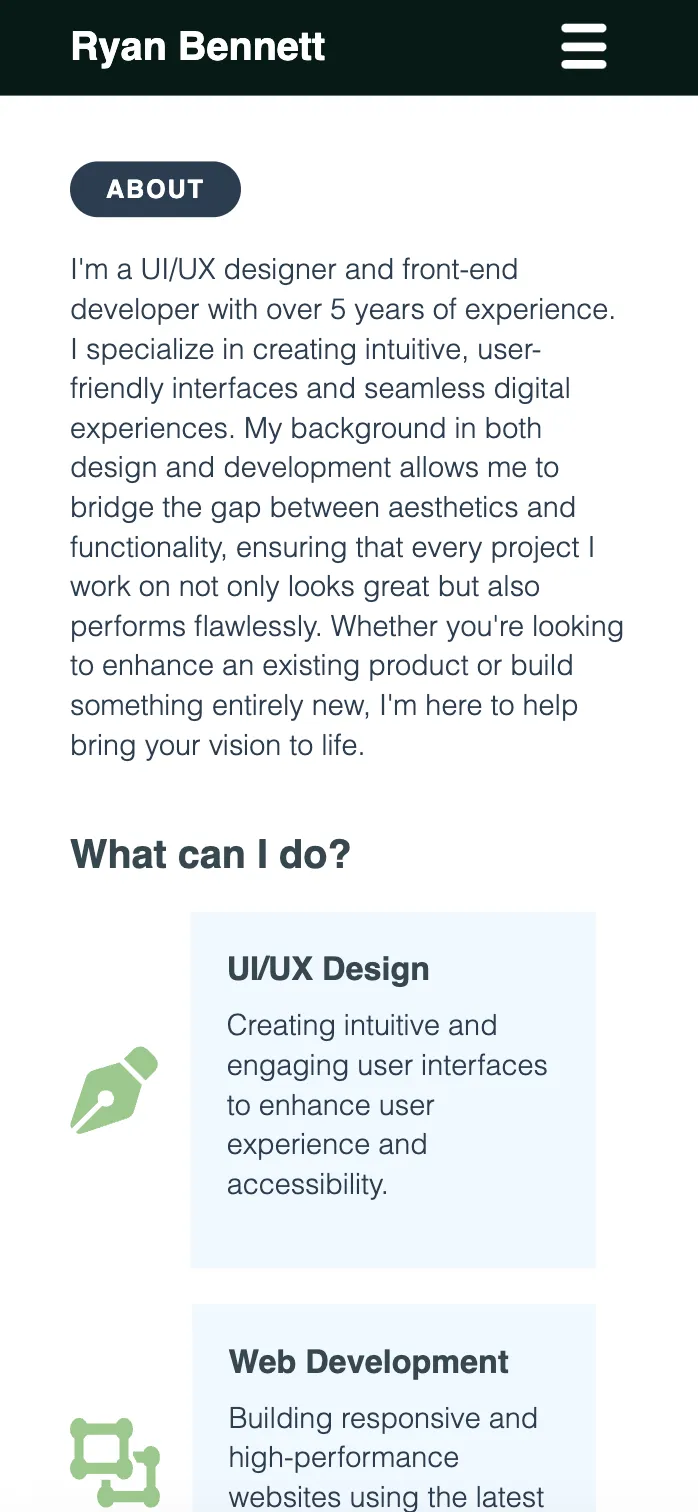 Ryan Bennett
ABOUT
I'm a UI/UX designer and front-end
developer with over 5 years of experience.
I specialize in creating intuitive, user-
friendly interfaces and seamless digital
experiences. My background in both
design and development allows me to
bridge the gap between aesthetics and
functionality, ensuring that every project I
work on not only looks great but also
performs flawlessly. Whether you're looking
to enhance an existing product or build
something entirely new, I'm here to help
bring your vision to life.
What can I do?
UI/UX Design
Creating intuitive and
engaging user interfaces
to enhance user
experience and
accessibility.
Web Development
Building responsive and
high-performance
websites using the latest